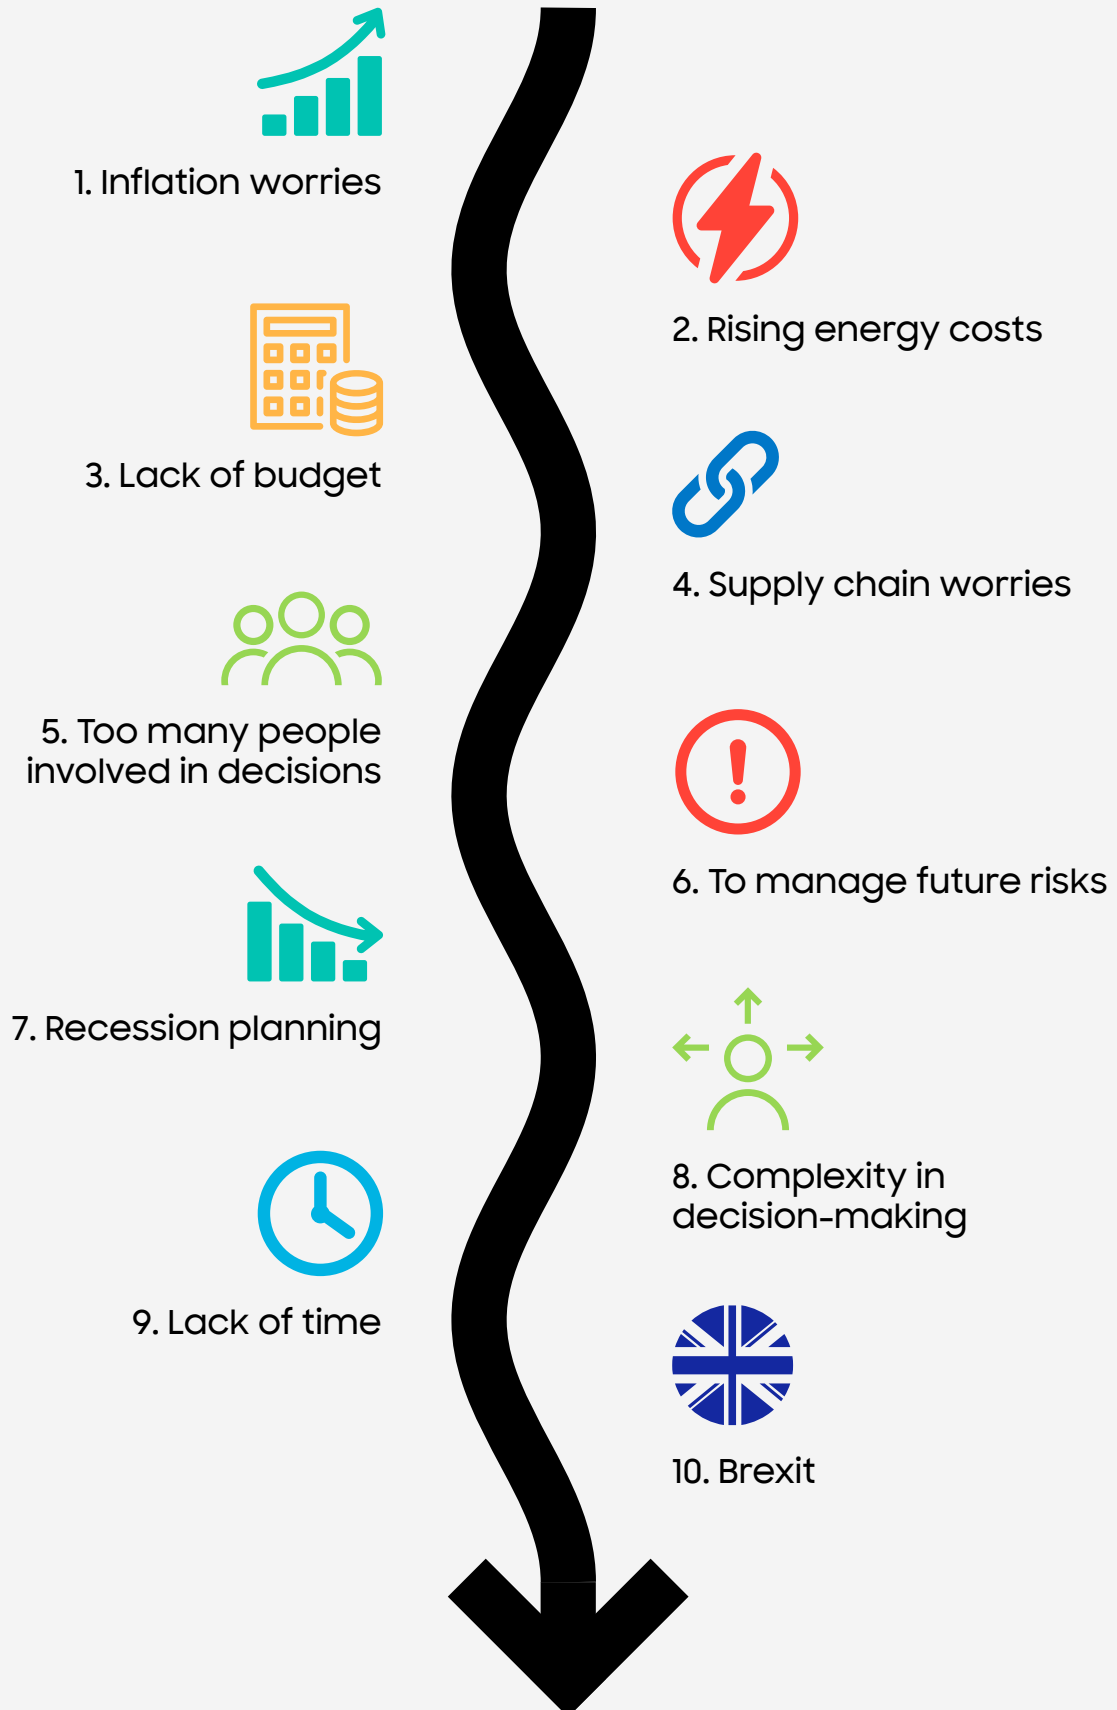 1. Inflation worries
2. Rising energy costs
3. Lack of budget
4. Supply chain worries
5. Too many people
involved in decisions
6. To manage future risks
7. Recession planning
8. Complexity in
decision-making
9. Lack of time
10. Brexit